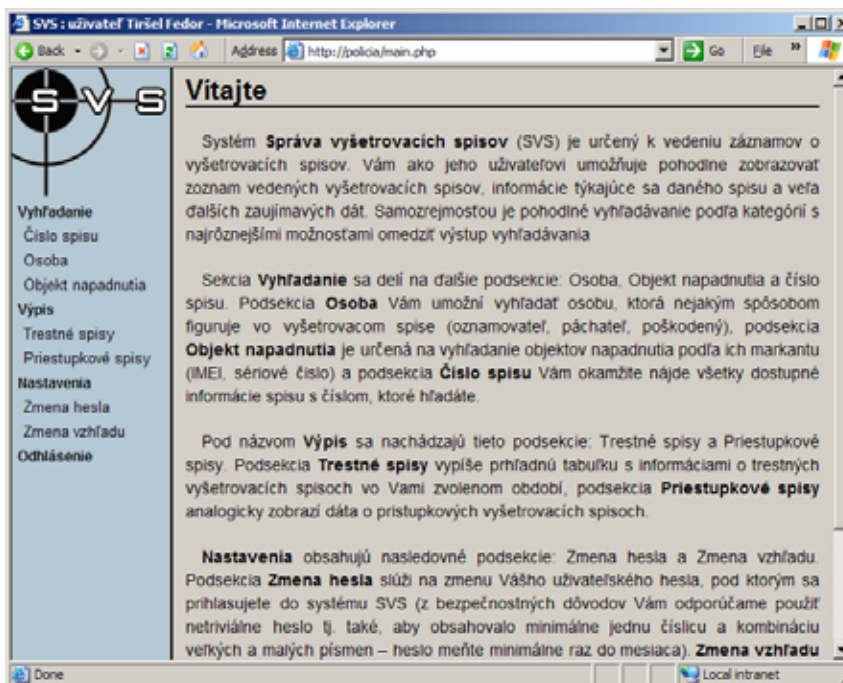 SVS : uživateľ Tiršel Fedor - Microsoft Internet Explorer
Back
Address http://policia/main.php Go File »
SVS
Vyhľadanie
Číslo spisu
Osoba
Objekt napadnutia
Výpis
Trestné spisy
Priestupkové spisy
Nastavenia
Zmena hesla
Zmena vzhľadu
Odhlásenie
Vítajte
Systém Správa vyšetrovacích spisov (SVS) je určený k vedeniu záznamov o
vyšetrovacích spisov. Vám ako jeho uživateľovi umožňuje pohodlne zobrazovať
zoznam vedených vyšetrovacích spisov, informácie týkajúce sa daného spisu a veľa
ďalších zaujímavých dát. Samozrejmosťou je pohodlné vyhľadávanie podľa kategórií s
najrôznejšími možnosťami omedziť výstup vyhľadávania
Sekcia Vyhľadanie sa delí na ďalšie podsekcie: Osoba, Objekt napadnutia a číslo
spisu. Podsekcia Osoba Vám umožní vyhľadať osobu, ktorá nejakým spôsobom
figuruje vo vyšetrovacom spise (oznamovateľ, páchateľ, poškodený), podsekcia
Objekt napadnutia je určená na vyhľadanie objektov napadnutia podľa ich markantu
(IMEI, sériové číslo) a podsekcia Číslo spisu Vám okamžite nájde všetky dostupné
informácie spisu s číslom, ktoré hľadáte.
Pod názvom Výpis sa nachádzajú tieto podsekcie: Trestné spisy a Priestupkové
spisy. Podsekcia Trestné spisy vypíše prhľadnú tabuľku s informáciami o trestných
vyšetrovacích spisoch vo Vami zvolenom období, podsekcia Priestupkové spisy
analogicky zobrazí dáta o pristupkových vyšetrovacích spisoch.
Nastavenia obsahujú nasledovné podsekcie: Zmena hesla a Zmena vzhľadu.
Podsekcia Zmena hesla slúži na zmenu Vášho uživateľského hesla, pod ktorým sa
prihlasujete do systému SVS (z bezpečnostných dôvodov Vám odporúčame použiť
netriviálne heslo tj. také, aby obsahovalo minimálne jednu číslicu a kombináciu
veľkých a malých písmen – heslo meňte minimálne raz do mesiaca). Zmena vzhľadu
Done
Local intranet